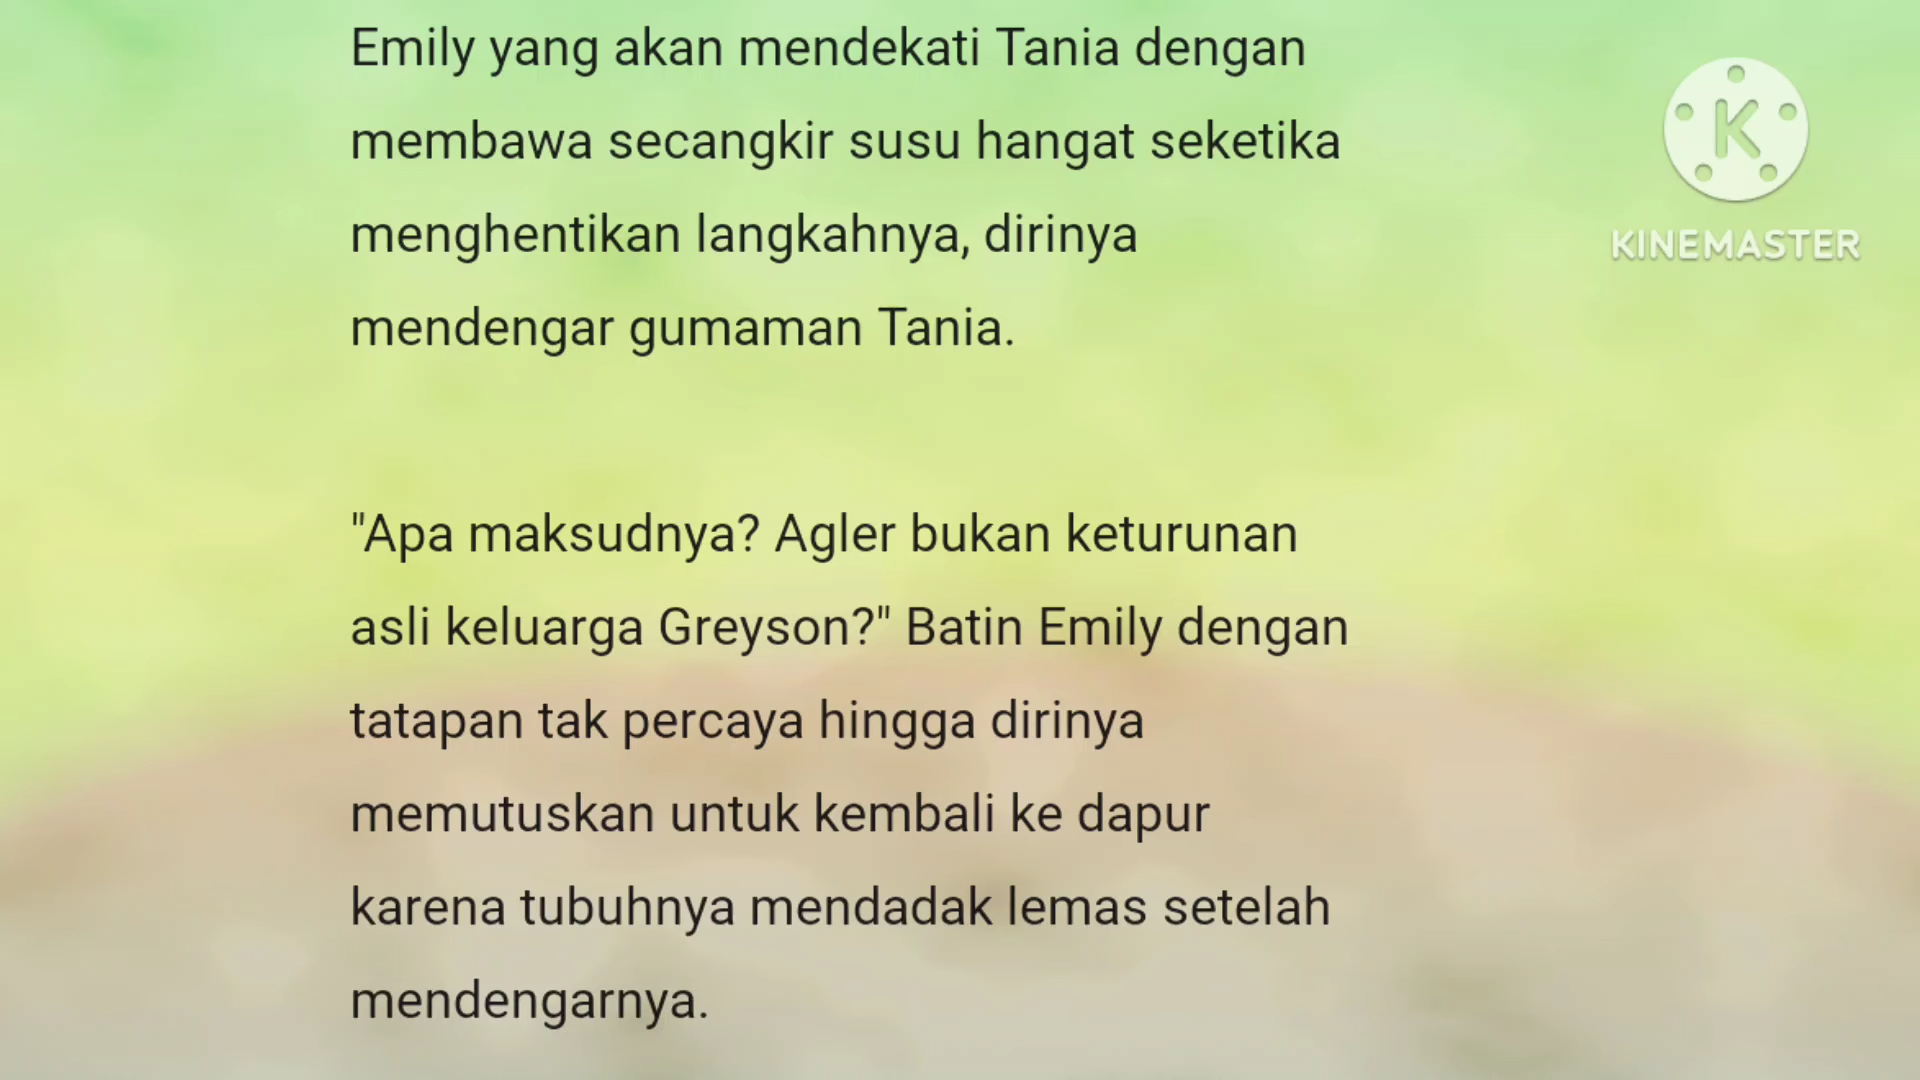 Emily yang akan mendekati Tania dengan
membawa secangkir susu hangat seketika
menghentikan langkahnya, dirinya
mendengar gumaman Tania.
"Apa maksudnya? Agler bukan keturunan
asli keluarga Greyson?" Batin Emily dengan
tatapan tak percaya hingga dirinya
memutuskan untuk kembali ke dapur
karena tubuhnya mendadak lemas setelah
mendengarnya.
K
KINEMASTER